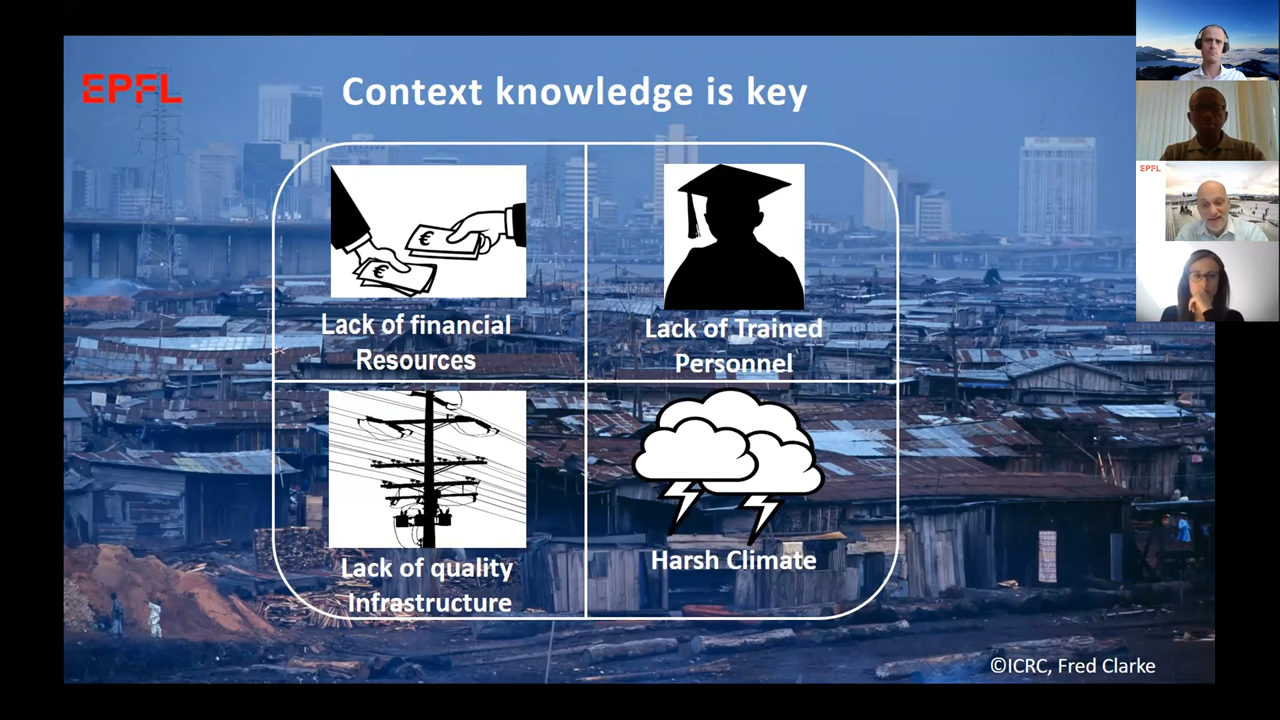 EPFL
Context knowledge is key
€
€
Lack of financial
Resources
Lack of Trained
Personnel
Lack of quality
Infrastructure
Harsh Climate
©ICRC, Fred Clarke
EPFL